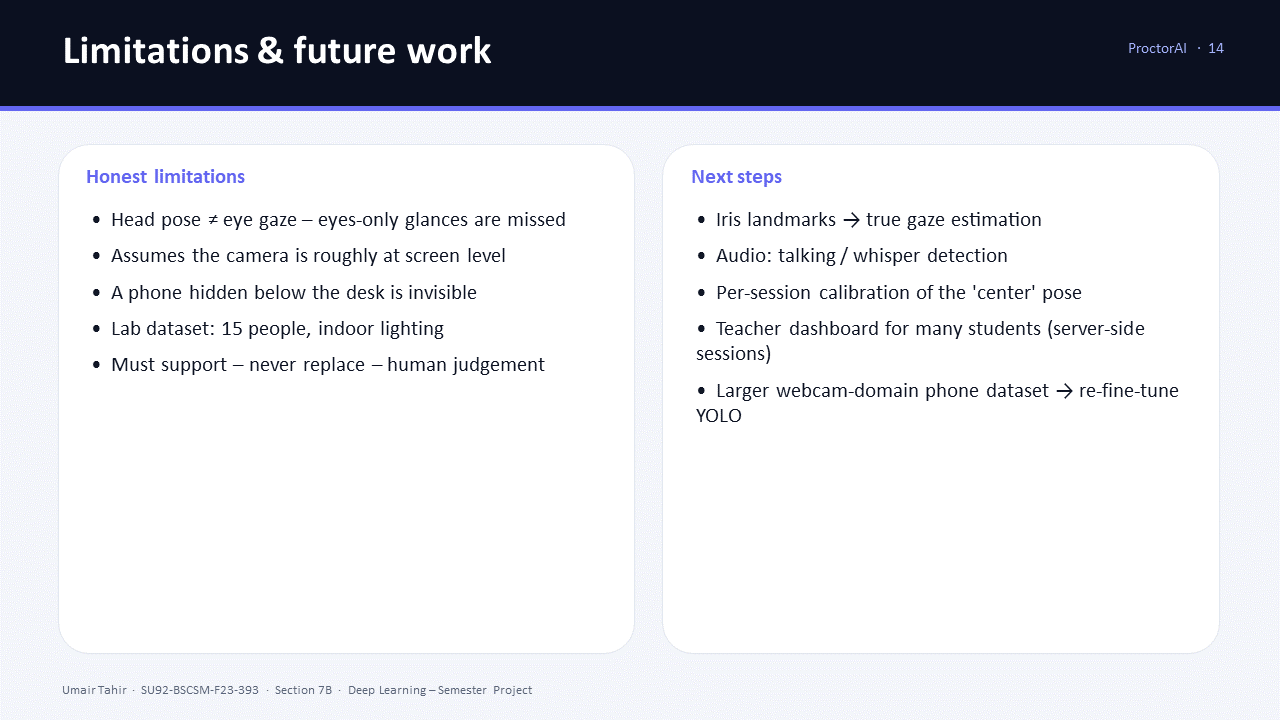 Limitations & future work
ProctorAI · 14
Honest limitations
• Head pose ≠ eye gaze – eyes-only glances are missed
• Assumes the camera is roughly at screen level
• A phone hidden below the desk is invisible
• Lab dataset: 15 people, indoor lighting
• Must support – never replace – human judgement
Next steps
• Iris landmarks → true gaze estimation
• Audio: talking / whisper detection
• Per-session calibration of the 'center' pose
• Teacher dashboard for many students (server-side
sessions)
• Larger webcam-domain phone dataset → re-fine-tune
YOLO
Umair Tahir · SU92-BSCSM-F23-393 · Section 7B · Deep Learning – Semester Project